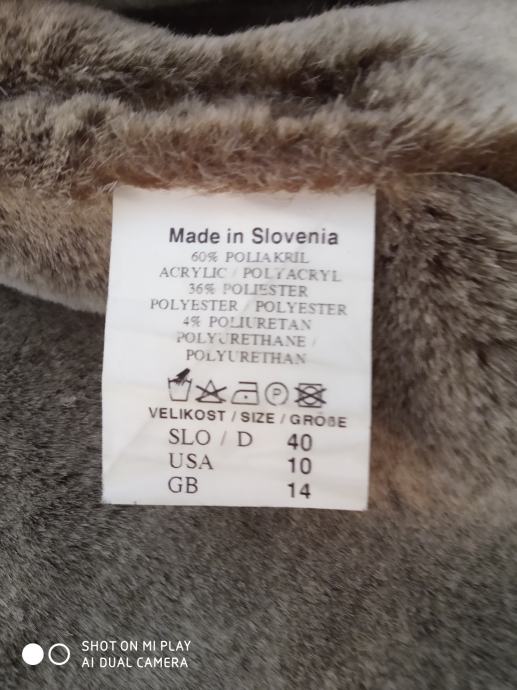 Made in Slovenia
60% POLIAKRIL
ACRYLIC / POLYACRYL
36% POLIESTER
POLYESTER / POLYESTER
4% POLIURETAN
POLYURETHANE /
POLYURETHAN
P
VELIKOST / SIZE / GRÖßE
SLO / D 40
USA 10
GB 14
SHOT ON MI PLAY
AI DUAL CAMERA